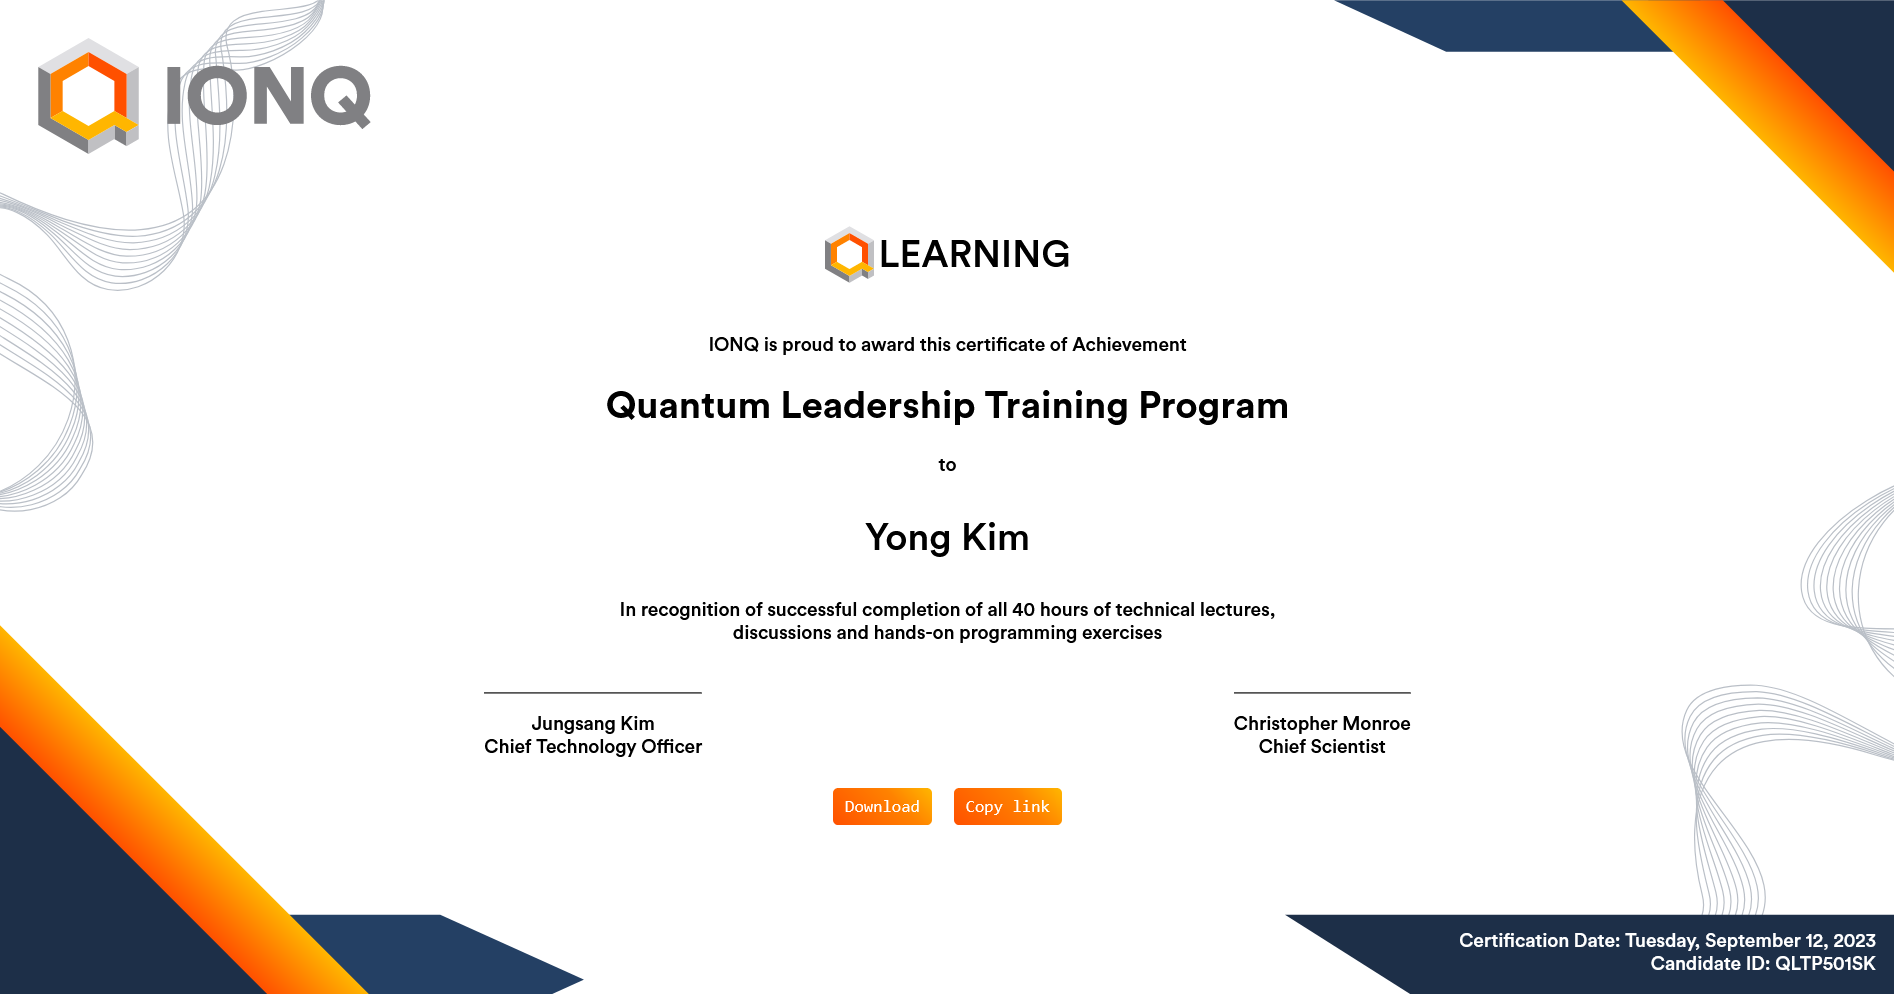 IONQ
LEARNING
IONQ is proud to award this certificate of Achievement
Quantum Leadership Training Program
to
Yong Kim
In recognition of successful completion of all 40 hours of technical lectures,
discussions and hands-on programming exercises
Jungsang Kim
Chief Technology Officer
Christopher Monroe
Chief Scientist
Download
Copy link
Certification Date: Tuesday, September 12, 2023
Candidate ID: QLTP501SK